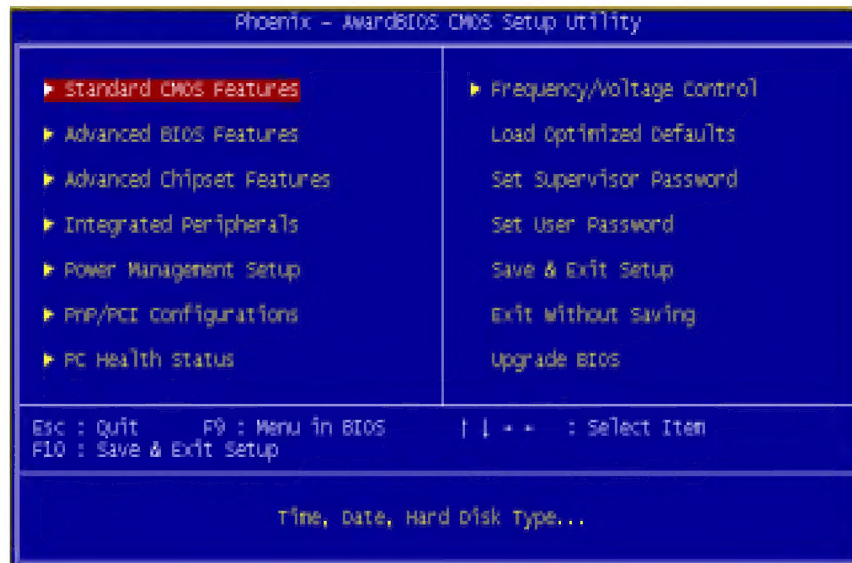 Phoenix - AwardBIOS CMOS Setup Utility
Standard CMOS Features
Advanced BIOS Features
Advanced Chipset Features
Integrated Peripherals
Power Management Setup
PnP/PCI Configurations
PC Health Status
Frequency/Voltage Control
Load Optimized Defaults
Set Supervisor Password
Set User Password
Save & Exit Setup
Exit Without Saving
Upgrade BIOS
Esc : Quit F9 : Menu in BIOS ↑ ↓ → ← : Select Item
F10 : Save & Exit Setup
Time, Date, Hard Disk Type...